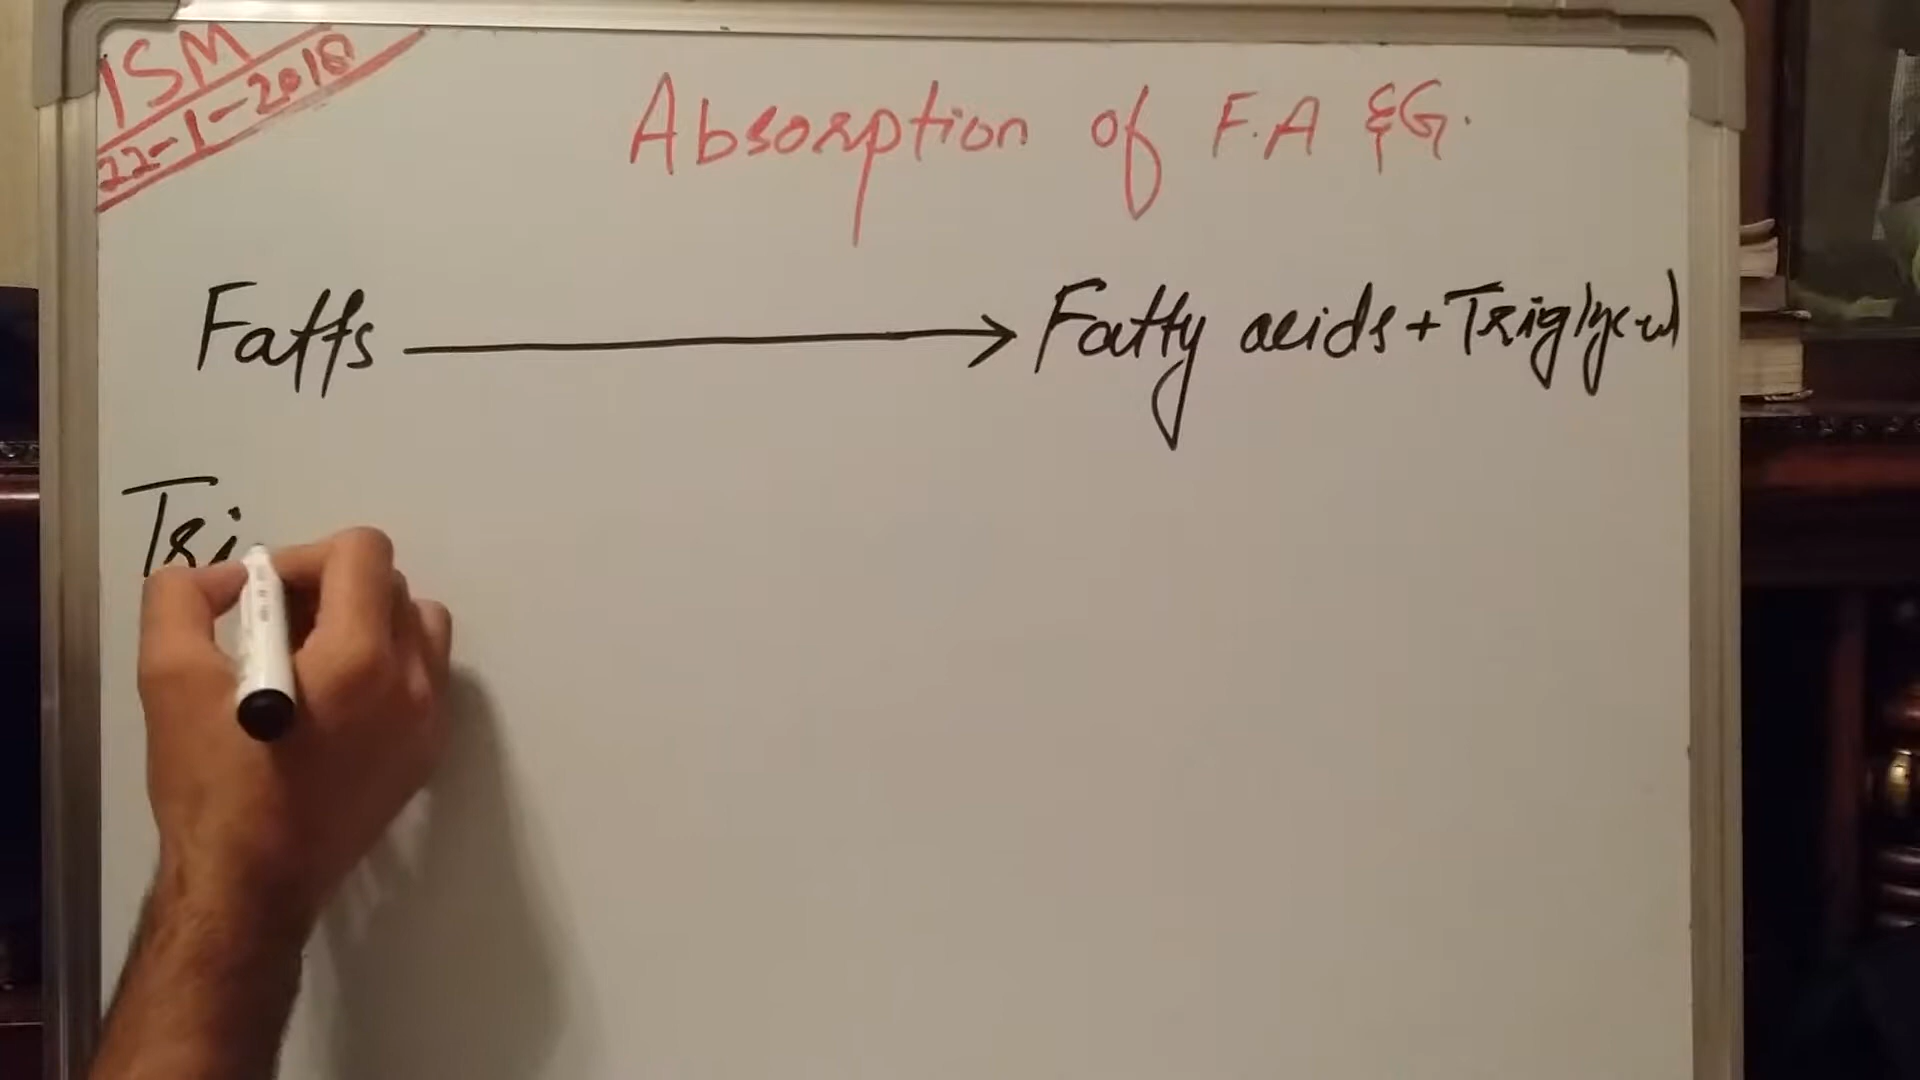 ISM
22-1-2018
Absorption of F.A & G.
Fatts → Fatty acids + Triglycerol
Tri